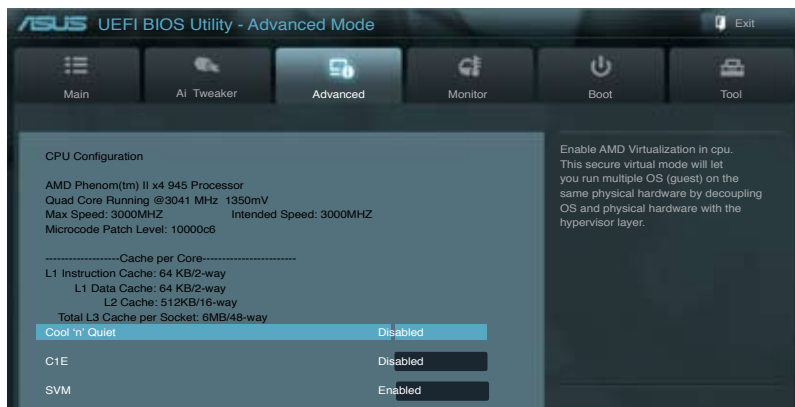 ASUS UEFI BIOS Utility - Advanced Mode
Exit
Main
Ai Tweaker
Advanced
Monitor
Boot
Tool
CPU Configuration
AMD Phenom(tm) II x4 945 Processor
Quad Core Running @3041 MHz 1350mV
Max Speed: 3000MHZ Intended Speed: 3000MHZ
Microcode Patch Level: 10000c6
-------------------Cache per Core------------------------
L1 Instruction Cache: 64 KB/2-way
L1 Data Cache: 64 KB/2-way
L2 Cache: 512KB/16-way
Total L3 Cache per Socket: 6MB/48-way
Cool 'n' Quiet Disabled
C1E Disabled
SVM Enabled
Enable AMD Virtualization in cpu.
This secure virtual mode will let
you run multiple OS (guest) on the
same physical hardware by decoupling
OS and physical hardware with the
hypervisor layer.